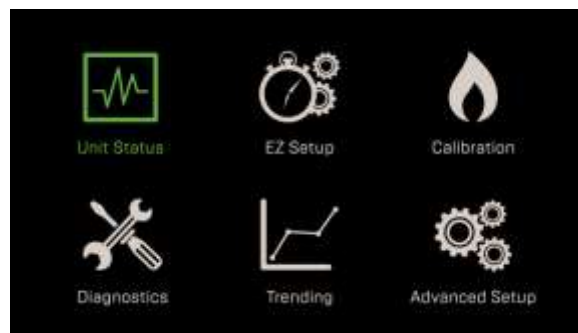 Unit Status
EZ Setup
Calibration
Diagnostics
Trending
Advanced Setup